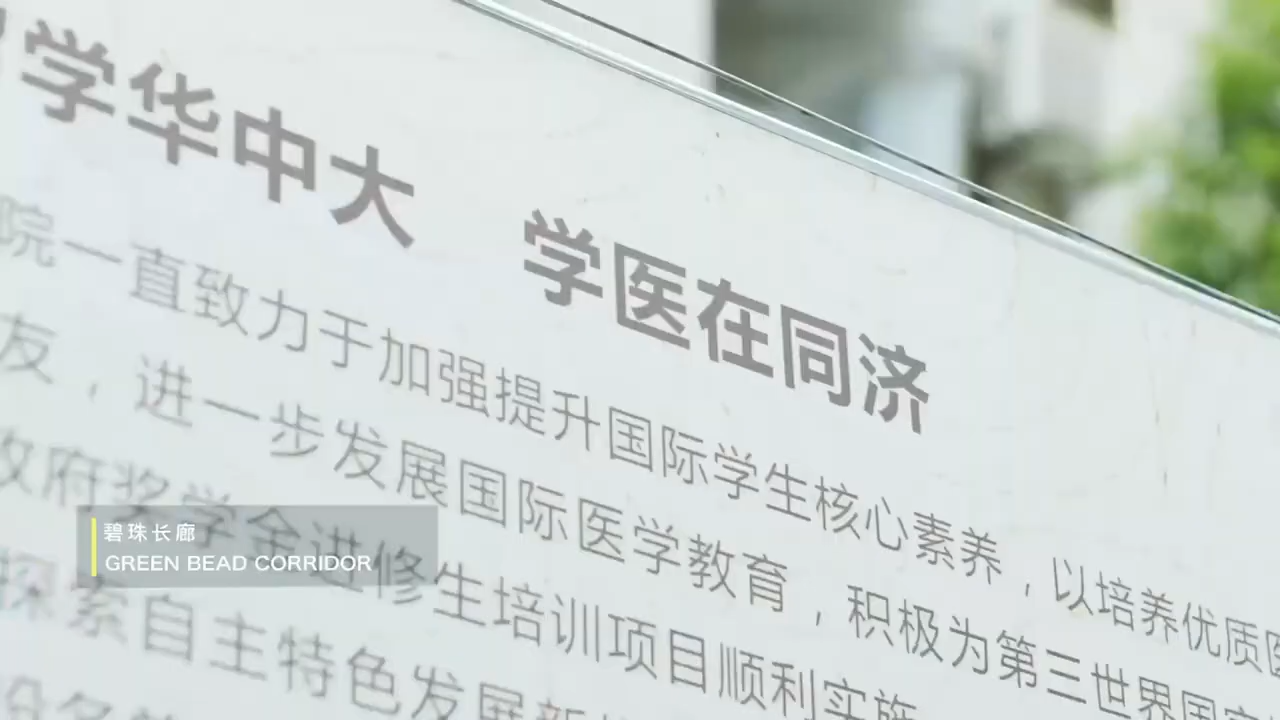 学华中大 学医在同济
院一直致力于加强提升国际学生核心素养，以培养优质医
友，进一步发展国际医学教育，积极为第三世界国家
政府奖学金进修生培训项目顺利实施
探索自主特色发展新
碧珠长廊
GREEN BEAD CORRIDOR